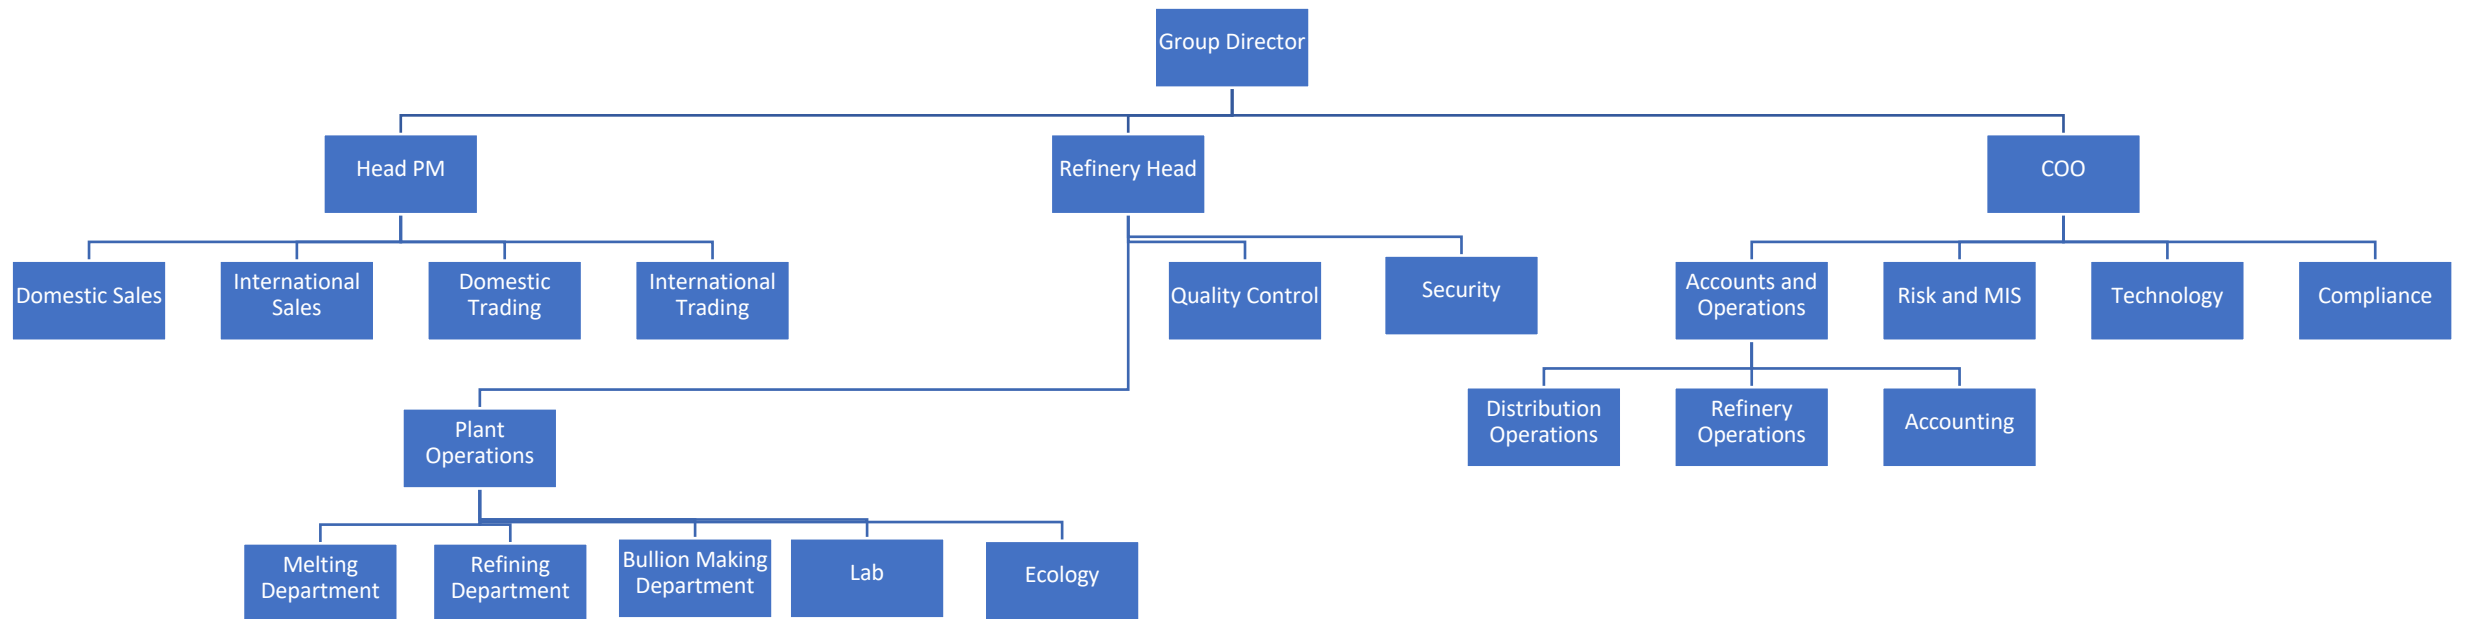 Group Director
Head PM
Refinery Head
COO
Domestic Sales
International
Sales
Domestic
Trading
International
Trading
Quality Control
Security
Accounts and
Operations
Risk and MIS
Technology
Compliance
Plant
Operations
Distribution
Operations
Refinery
Operations
Accounting
Melting
Department
Refining
Department
Bullion Making
Department
Lab
Ecology